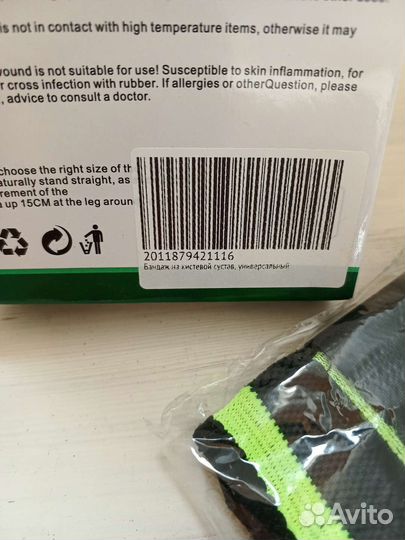 is not in contact with high temperature items, otherwise it may
wound is not suitable for use! Susceptible to skin inflammation, for
r cross infection with rubber. If allergies or otherQuestion, please
, advice to consult a doctor.
choose the right size of th
aturally stand straight, as
rement of the
a up 15CM at the leg aroun
2011879421116
Бандаж на кистевой сустав, универсальный
Avito